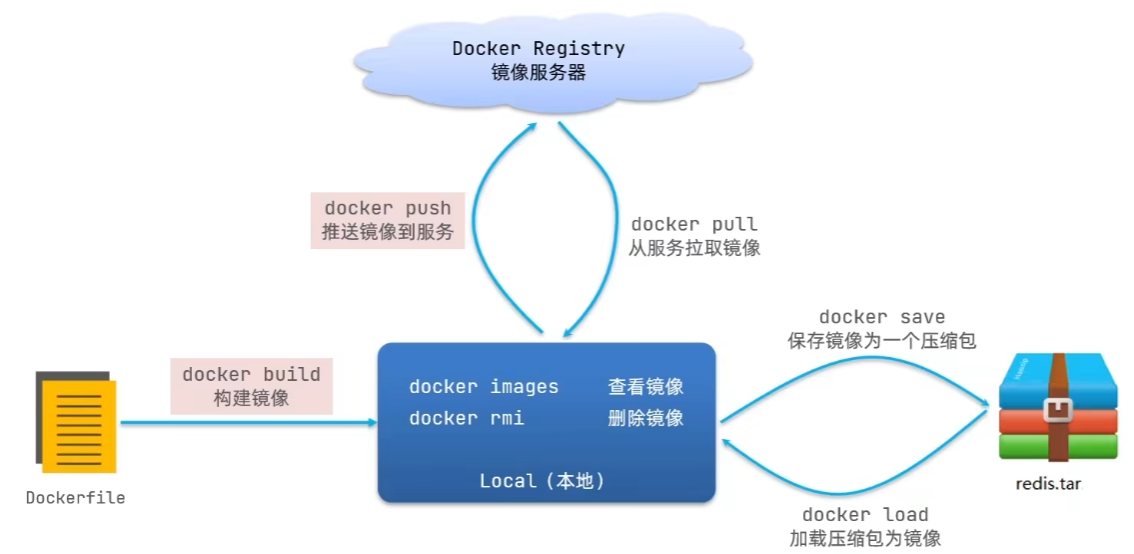 Docker Registry
镜像服务器
docker push
推送镜像到服务
docker pull
从服务拉取镜像
docker save
保存镜像为一个压缩包
docker build
构建镜像
docker images 查看镜像
docker rmi 删除镜像
Local（本地）
Dockerfile
redis.tar
docker load
加载压缩包为镜像